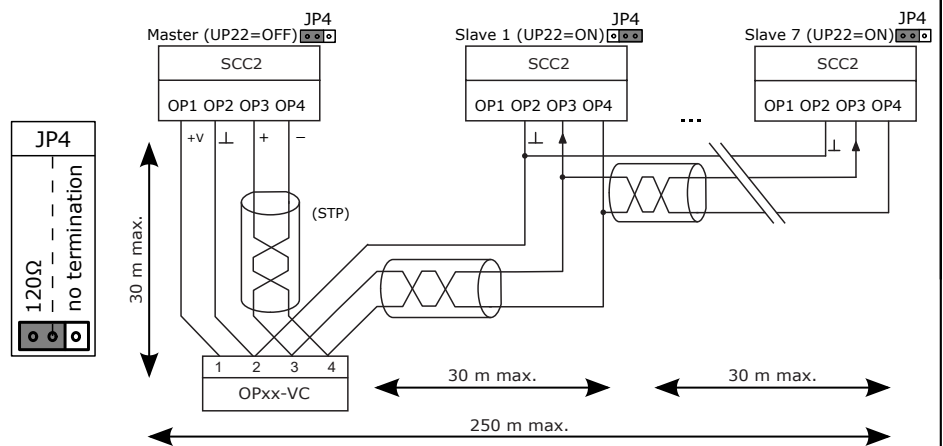 JP4
Master (UP22=OFF)
SCC2
OP1 OP2 OP3 OP4
+V ⊥ + −
(STP)
30 m max.
JP4
120Ω
no termination
1 2 3 4
OPxx-VC
JP4
Slave 1 (UP22=ON)
SCC2
OP1 OP2 OP3 OP4
⊥
...
JP4
Slave 7 (UP22=ON)
SCC2
OP1 OP2 OP3 OP4
⊥
30 m max.
30 m max.
250 m max.